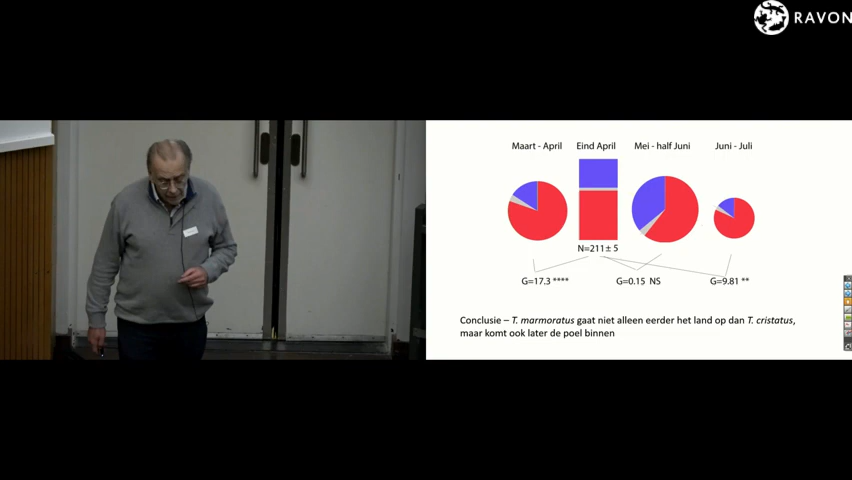 RAVON
Maart - April
Eind April
Mei - half Juni
Juni - Juli
N=211± 5
G=17.3 ****
G=0.15 NS
G=9.81 **
Conclusie – T. marmoratus gaat niet alleen eerder het land op dan T. cristatus,
maar komt ook later de poel binnen